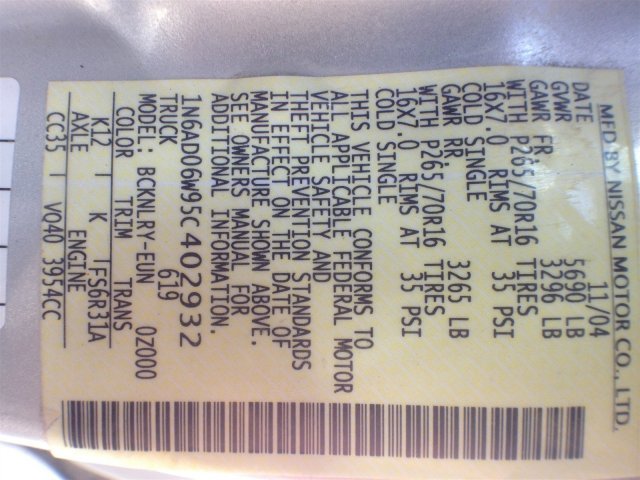 MFD BY NISSAN MOTOR CO., LTD.
DATE 11/04
GVWR 5690 LB
GAWR FR 3296 LB
WITH P265/70R16 TIRES
16X7.0 RIMS AT 35 PSI
COLD SINGLE
GAWR RR 3265 LB
WITH P265/70R16 TIRES
16X7.0 RIMS AT 35 PSI
COLD SINGLE
THIS VEHICLE CONFORMS TO
ALL APPLICABLE FEDERAL MOTOR
VEHICLE SAFETY AND
THEFT PREVENTION STANDARDS
IN EFFECT ON THE DATE OF
MANUFACTURE SHOWN ABOVE.
SEE OWNERS MANUAL FOR
ADDITIONAL INFORMATION.
1N6AD06W95C402932
TRUCK 619
MODEL: BCKNLRY-EUN 0Z000
COLOR TRIM TRANS
K12 I K IFS6R31A
AXLE ENGINE
CC35 I VQ40 3954CC